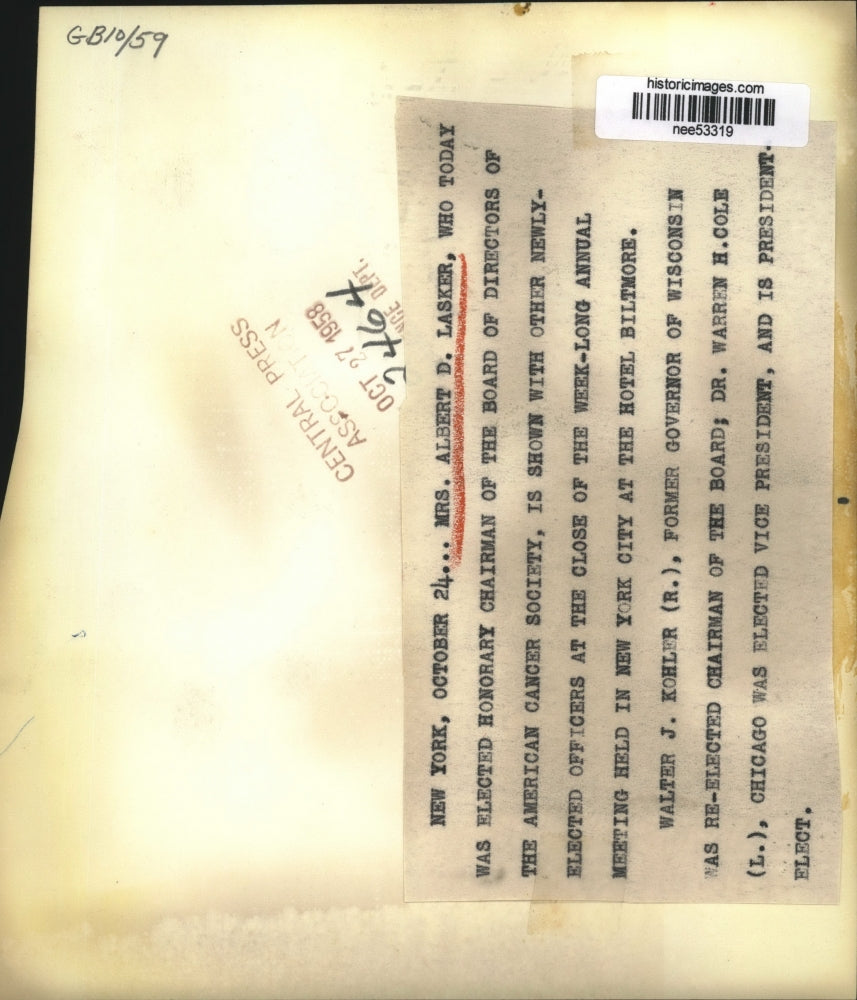 GB10/59
historicimages.com
nee53319
CENTRAL PRESS
ASSOCIATION
OCT 27 1958
DEPT.
NEW YORK, OCTOBER 24... MRS. ALBERT D. LASKER, WHO TODAY
WAS ELECTED HONORARY CHAIRMAN OF THE BOARD OF DIRECTORS OF
THE AMERICAN CANCER SOCIETY, IS SHOWN WITH OTHER NEWLY-
ELECTED OFFICERS AT THE CLOSE OF THE WEEK-LONG ANNUAL
MEETING HELD IN NEW YORK CITY AT THE HOTEL BILTMORE.
WALTER J. KOHLER (R.), FORMER GOVERNOR OF WISCONSIN
WAS RE-ELECTED CHAIRMAN OF THE BOARD; DR. WARREN H.COLE
(L.), CHICAGO WAS ELECTED VICE PRESIDENT, AND IS PRESIDENT-
ELECT.